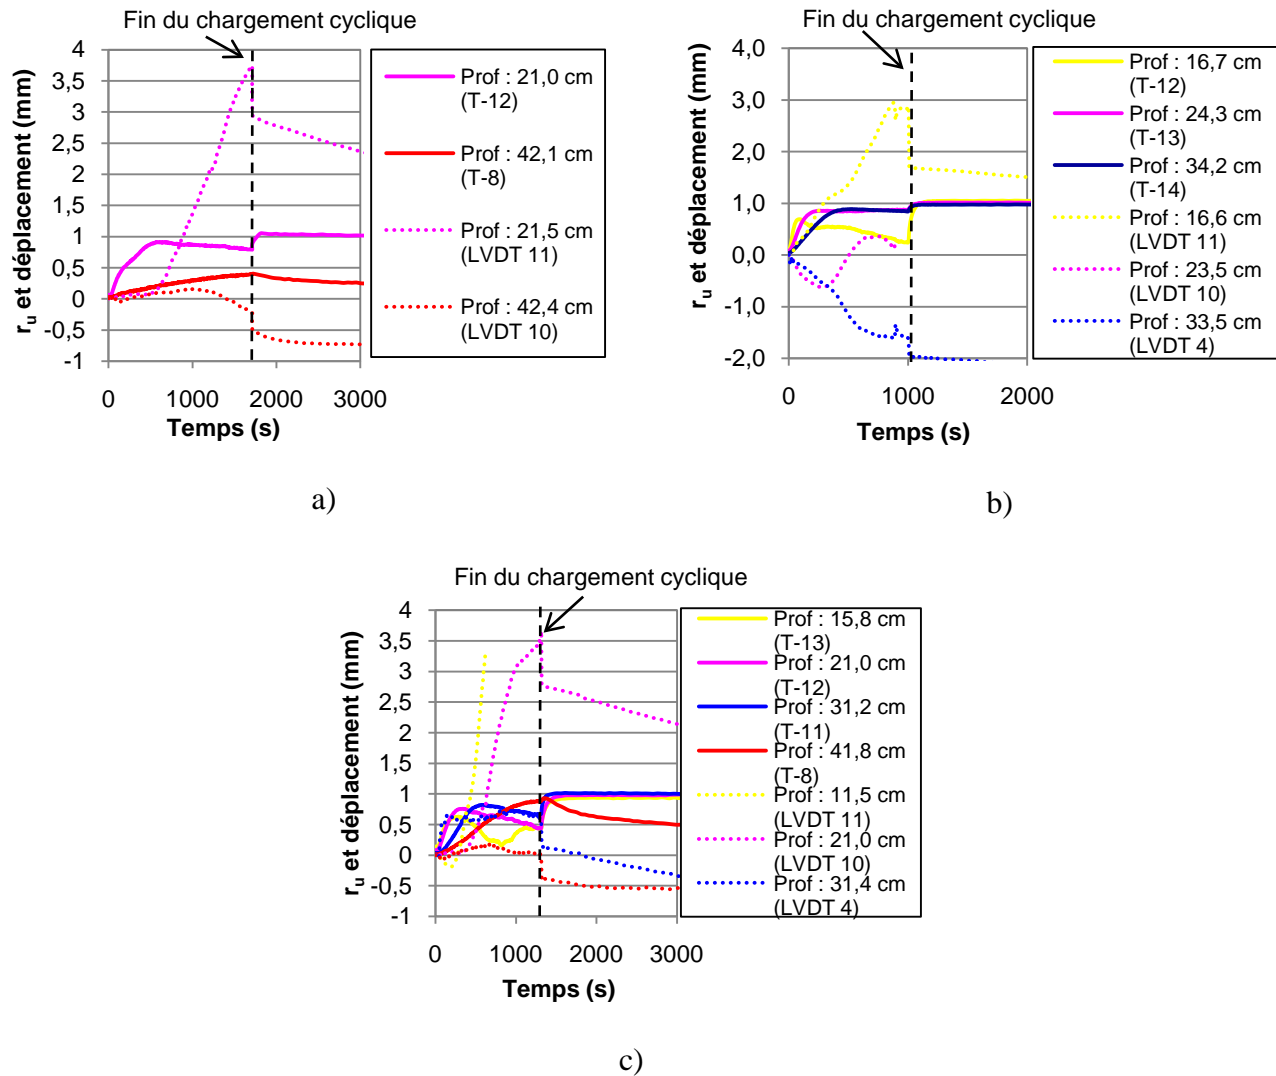 Fin du chargement cyclique
r_u et déplacement (mm)
4
3,5
3
2,5
2
1,5
1
0,5
0
-0,5
-1
0 1000 2000 3000
Temps (s)
Prof : 21,0 cm
(T-12)
Prof : 42,1 cm
(T-8)
Prof : 21,5 cm
(LVDT 11)
Prof : 42,4 cm
(LVDT 10)
a)
Fin du chargement cyclique
r_u et déplacement (mm)
4,0
3,0
2,0
1,0
0,0
-1,0
-2,0
0 1000 2000
Temps (s)
Prof : 16,7 cm
(T-12)
Prof : 24,3 cm
(T-13)
Prof : 34,2 cm
(T-14)
Prof : 16,6 cm
(LVDT 11)
Prof : 23,5 cm
(LVDT 10)
Prof : 33,5 cm
(LVDT 4)
b)
Fin du chargement cyclique
r_u et déplacement (mm)
4
3,5
3
2,5
2
1,5
1
0,5
0
-0,5
-1
0 1000 2000 3000
Temps (s)
Prof : 15,8 cm
(T-13)
Prof : 21,0 cm
(T-12)
Prof : 31,2 cm
(T-11)
Prof : 41,8 cm
(T-8)
Prof : 11,5 cm
(LVDT 11)
Prof : 21,0 cm
(LVDT 10)
Prof : 31,4 cm
(LVDT 4)
c)